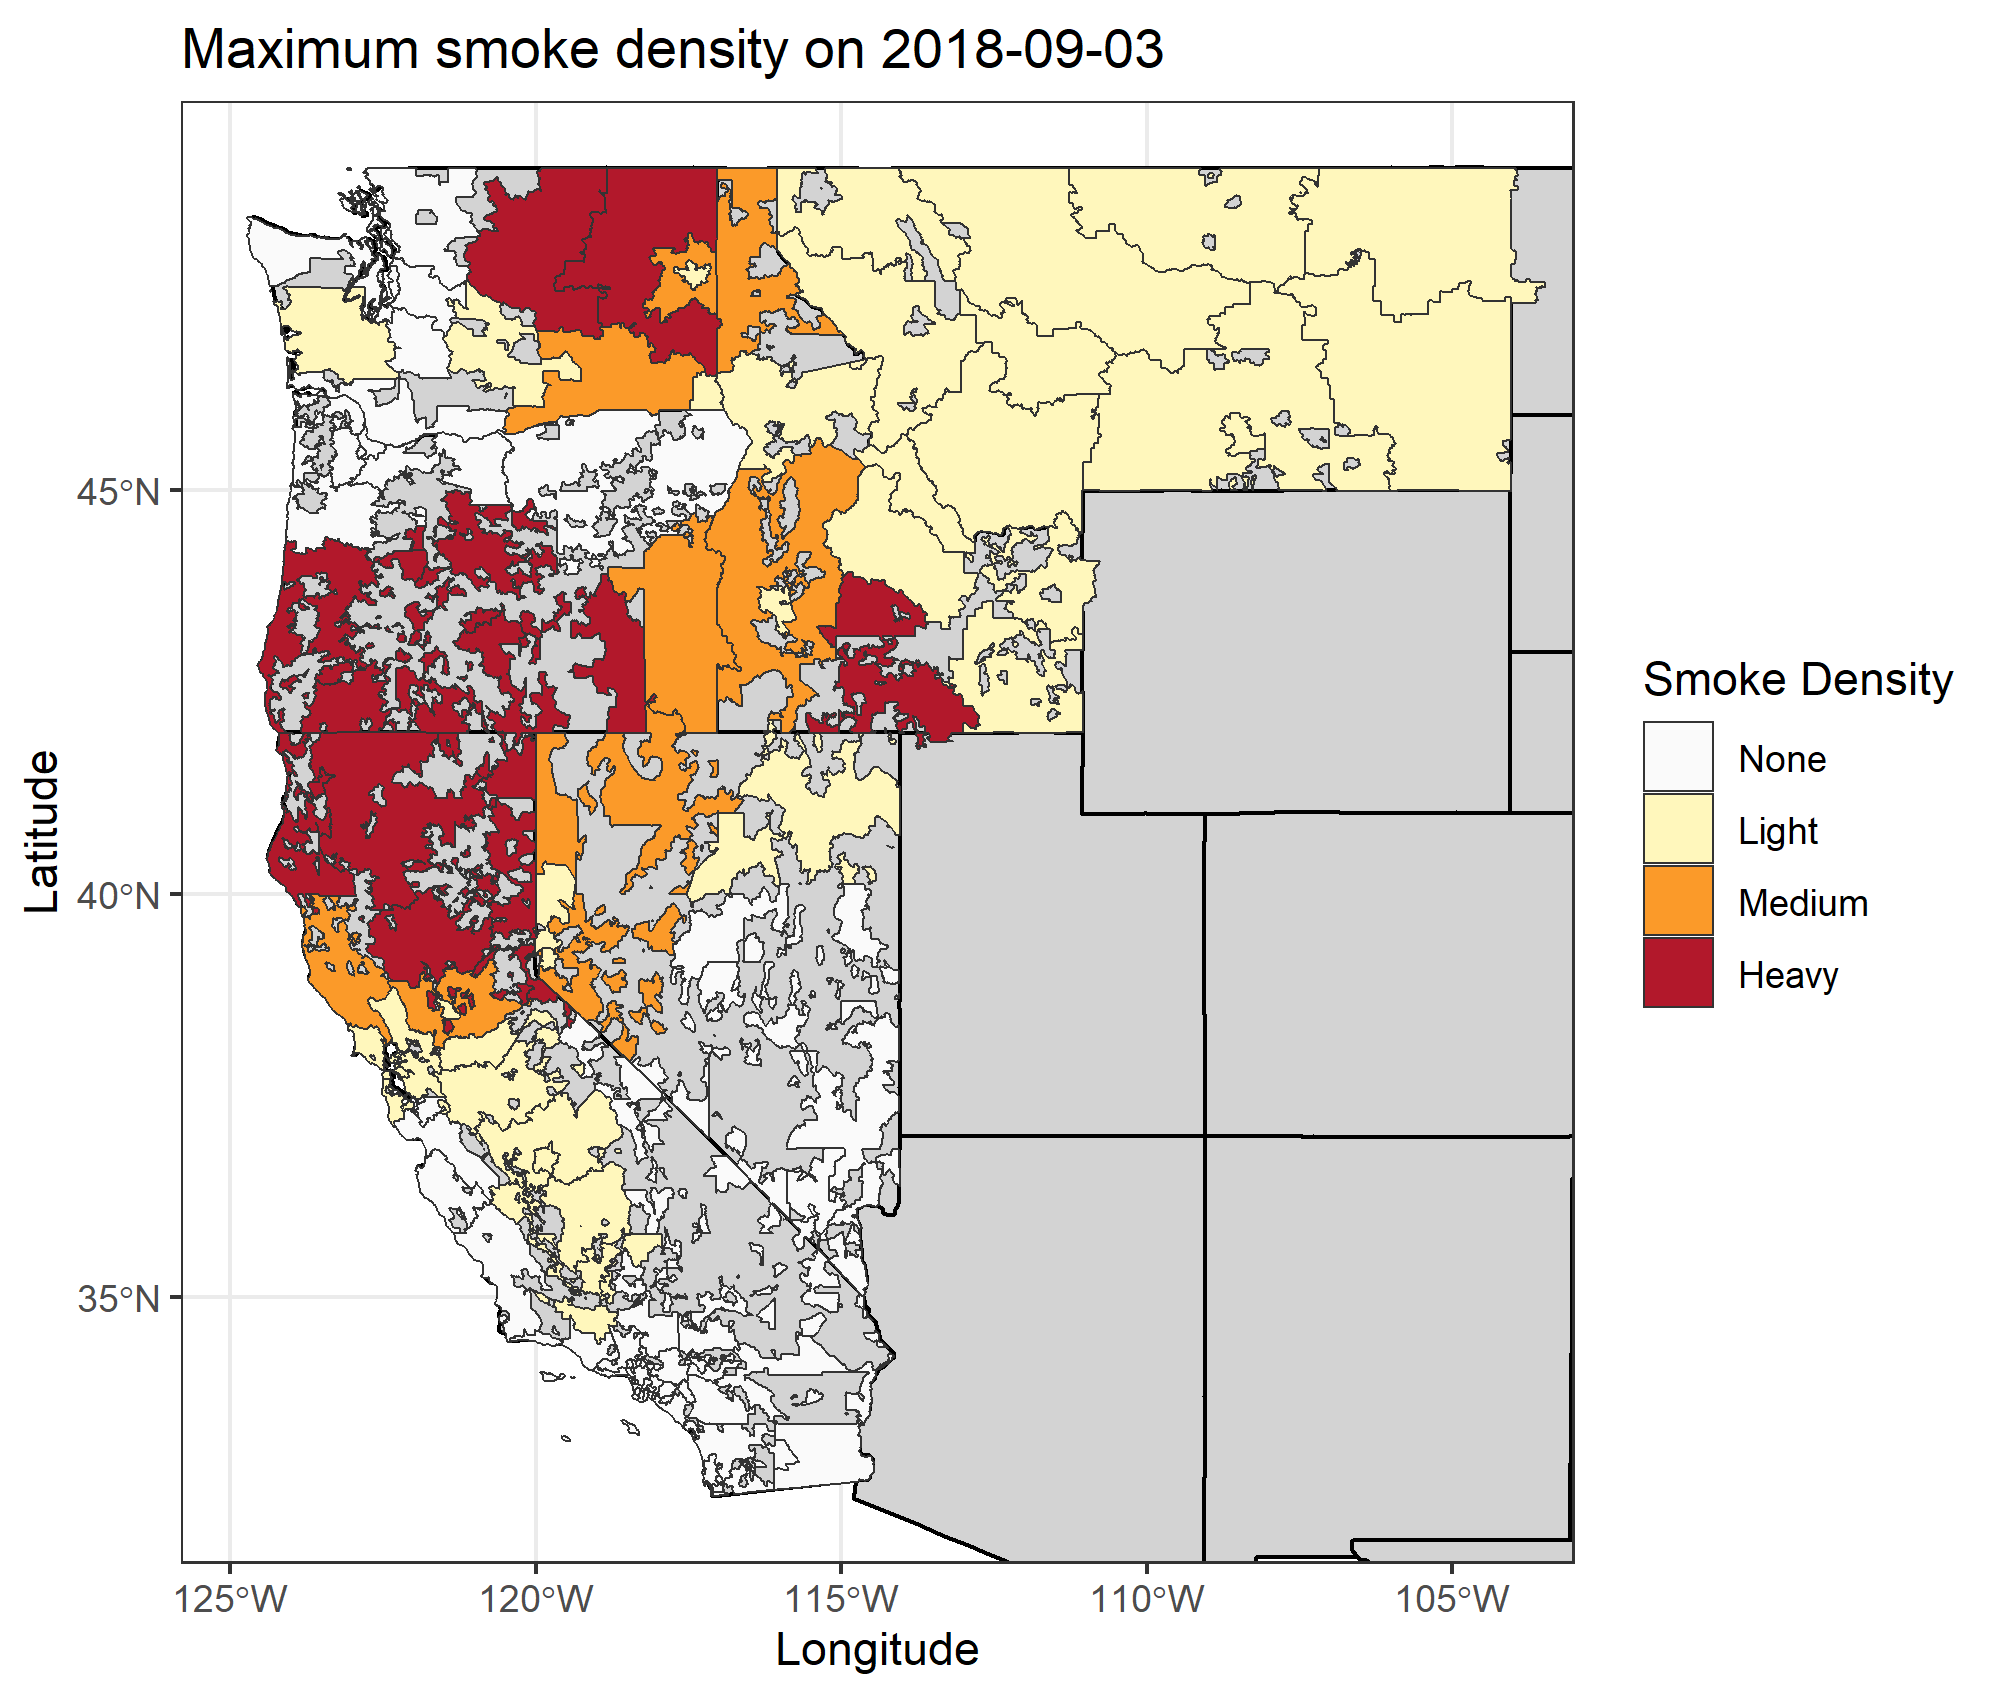 Maximum smoke density on 2018-09-03
45°N
40°N
35°N
Latitude
125°W
120°W
115°W
110°W
105°W
Longitude
Smoke Density
None
Light
Medium
Heavy